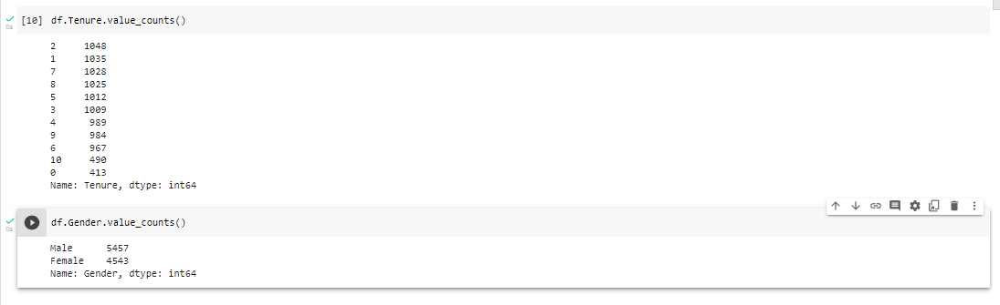 [10] df.Tenure.value_counts()
0s
2     1048
1     1035
7     1028
8     1025
5     1012
3     1009
4      989
9      984
6      967
10     490
0      413
Name: Tenure, dtype: int64
df.Gender.value_counts()
0s
Male      5457
Female    4543
Name: Gender, dtype: int64